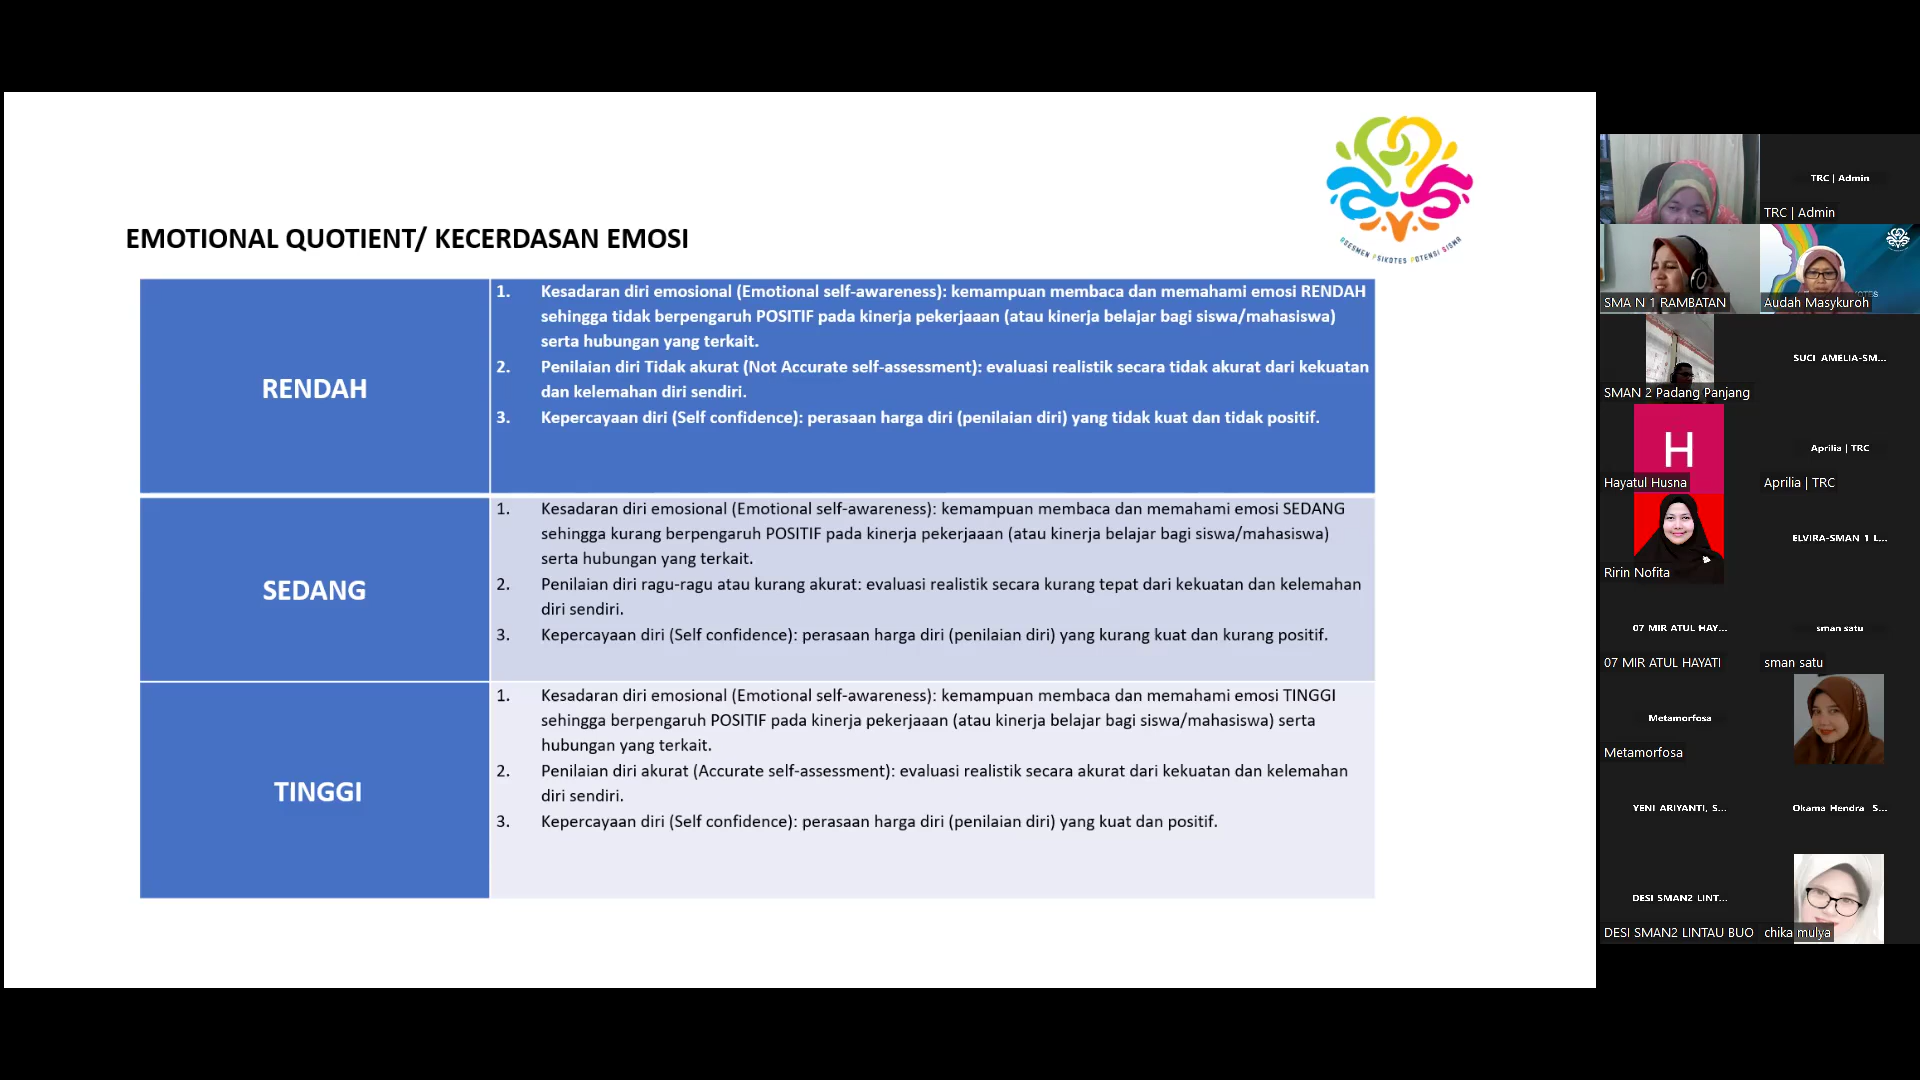 EMOTIONAL QUOTIENT/ KECERDASAN EMOSI
ASESMEN PSIKOTES POTENSI SISWA
RENDAH
1. Kesadaran diri emosional (Emotional self-awareness): kemampuan membaca dan memahami emosi RENDAH
sehingga tidak berpengaruh POSITIF pada kinerja pekerjaaan (atau kinerja belajar bagi siswa/mahasiswa)
serta hubungan yang terkait.
2. Penilaian diri Tidak akurat (Not Accurate self-assessment): evaluasi realistik secara tidak akurat dari kekuatan
dan kelemahan diri sendiri.
3. Kepercayaan diri (Self confidence): perasaan harga diri (penilaian diri) yang tidak kuat dan tidak positif.
SEDANG
1. Kesadaran diri emosional (Emotional self-awareness): kemampuan membaca dan memahami emosi SEDANG
sehingga kurang berpengaruh POSITIF pada kinerja pekerjaaan (atau kinerja belajar bagi siswa/mahasiswa)
serta hubungan yang terkait.
2. Penilaian diri ragu-ragu atau kurang akurat: evaluasi realistik secara kurang tepat dari kekuatan dan kelemahan
diri sendiri.
3. Kepercayaan diri (Self confidence): perasaan harga diri (penilaian diri) yang kurang kuat dan kurang positif.
TINGGI
1. Kesadaran diri emosional (Emotional self-awareness): kemampuan membaca dan memahami emosi TINGGI
sehingga berpengaruh POSITIF pada kinerja pekerjaaan (atau kinerja belajar bagi siswa/mahasiswa) serta
hubungan yang terkait.
2. Penilaian diri akurat (Accurate self-assessment): evaluasi realistik secara akurat dari kekuatan dan kelemahan
diri sendiri.
3. Kepercayaan diri (Self confidence): perasaan harga diri (penilaian diri) yang kuat dan positif.
TRC | Admin
TRC | Admin
SMA N 1 RAMBATAN
Audah Masykuroh
SMAN 2 Padang Panjang
SUCI AMELIA-SM...
H
Hayatul Husna
Aprilia | TRC
Aprilia | TRC
Ririn Nofita
ELVIRA-SMAN 1 L...
07 MIR ATUL HAY...
07 MIR ATUL HAYATI
sman satu
sman satu
Metamorfosa
Metamorfosa
YENI ARIYANTI, S...
Okama Hendra S...
DESI SMAN2 LINT...
DESI SMAN2 LINTAU BUO
chika mulya